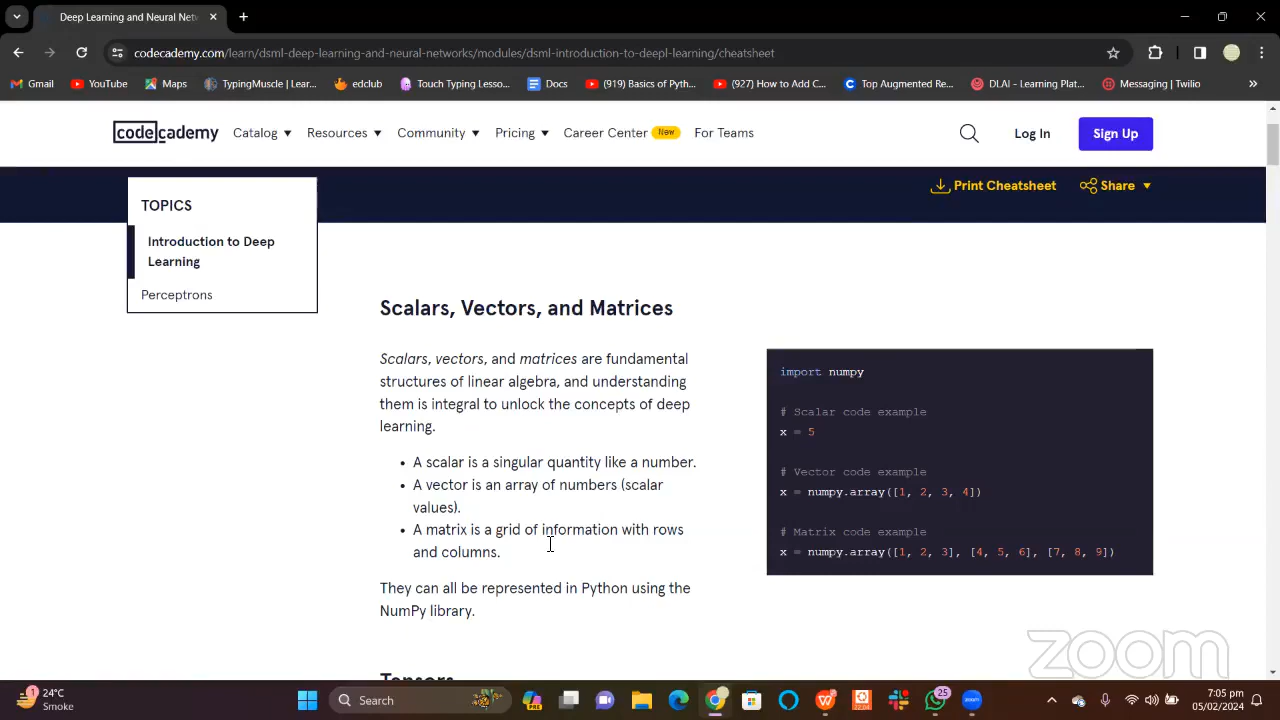 Deep Learning and Neural Netw
codecademy.com/learn/dsml-deep-learning-and-neural-networks/modules/dsml-introduction-to-deepl-learning/cheatsheet
Gmail YouTube Maps TypingMuscle | Lear... edclub Touch Typing Lesso... Docs (919) Basics of Pyth... (927) How to Add C... Top Augmented Re... DLAI - Learning Plat... Messaging | Twilio
codecademy Catalog Resources Community Pricing Career Center New For Teams Log In Sign Up
Print Cheatsheet Share
TOPICS
Introduction to Deep
Learning
Perceptrons
Scalars, Vectors, and Matrices
Scalars, vectors, and matrices are fundamental
structures of linear algebra, and understanding
them is integral to unlock the concepts of deep
learning.
• A scalar is a singular quantity like a number.
• A vector is an array of numbers (scalar
values).
• A matrix is a grid of information with rows
and columns.
They can all be represented in Python using the
NumPy library.
import numpy
# Scalar code example
x = 5
# Vector code example
x = numpy.array([1, 2, 3, 4])
# Matrix code example
x = numpy.array([1, 2, 3], [4, 5, 6], [7, 8, 9])
Tensors
zoom
24°C
Smoke
Search
25
7:05 pm
05/02/2024